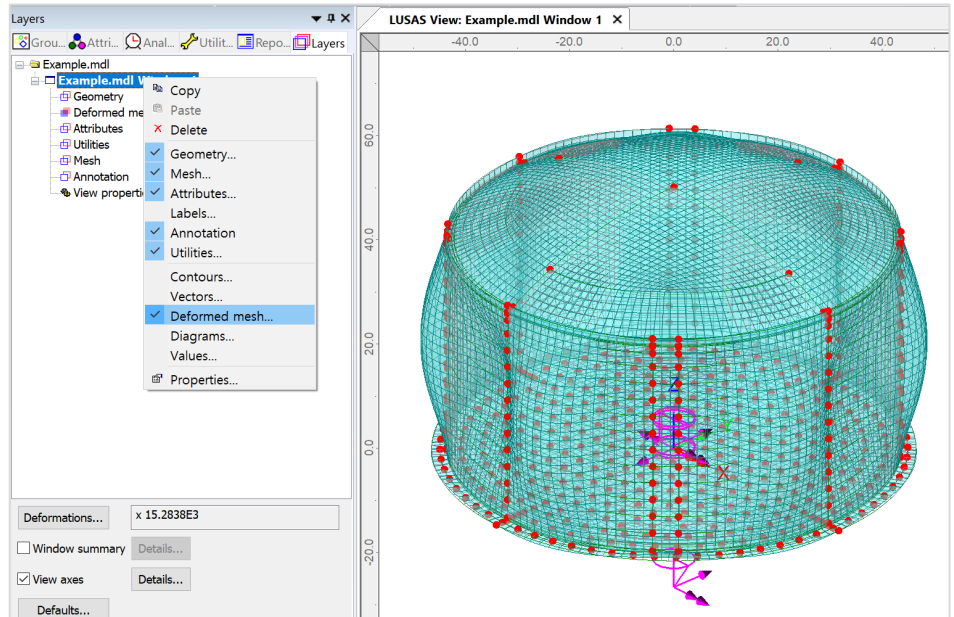 Layers
LUSAS View: Example.mdl Window 1
Grou... Attri... Anal... Utilit... Repo... Layers
-40.0 -20.0 0.0 20.0 40.0
Example.mdl
Example.mdl
Geometry
Deformed me
Attributes
Utilities
Mesh
Annotation
View properti
Copy
Paste
Delete
Geometry...
Mesh...
Attributes...
Labels...
Annotation
Utilities...
Contours...
Vectors...
Deformed mesh...
Diagrams...
Values...
Properties...
60.0
40.0
20.0
0.0
-20.0
Z
Y
X
Deformations... x 15.2838E3
Window summary Details...
View axes Details...
Defaults...